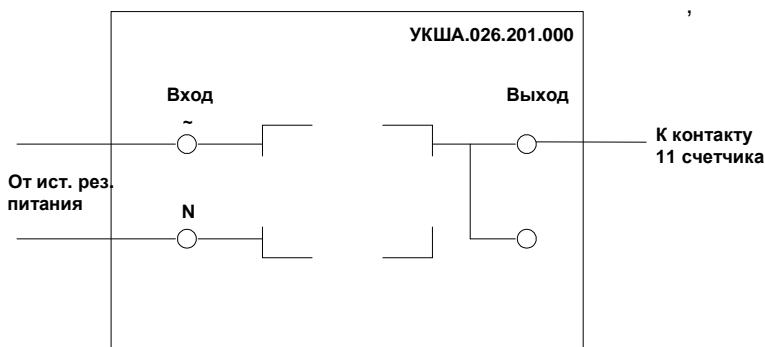 ,
УКША.026.201.000
Вход
Выход
~
К контакту
11 счетчика
От ист. рез.
питания
N